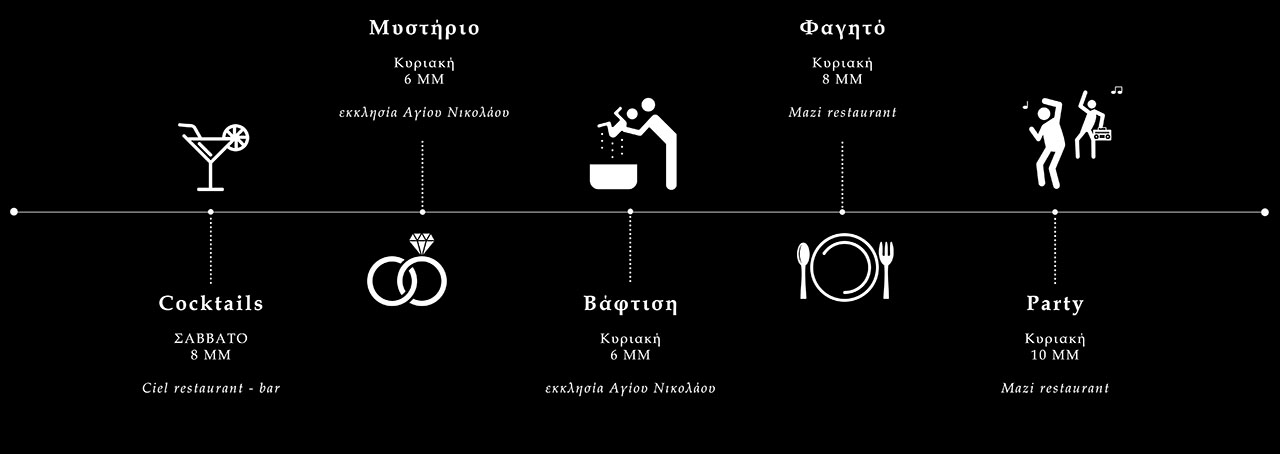 Cocktails
ΣΑΒΒΑΤΟ
8 ΜΜ
Ciel restaurant - bar
Μυστήριο
Κυριακή
6 ΜΜ
εκκλησία Αγίου Νικολάου
Βάφτιση
Κυριακή
6 ΜΜ
εκκλησία Αγίου Νικολάου
Φαγητό
Κυριακή
8 ΜΜ
Mazi restaurant
Party
Κυριακή
10 ΜΜ
Mazi restaurant